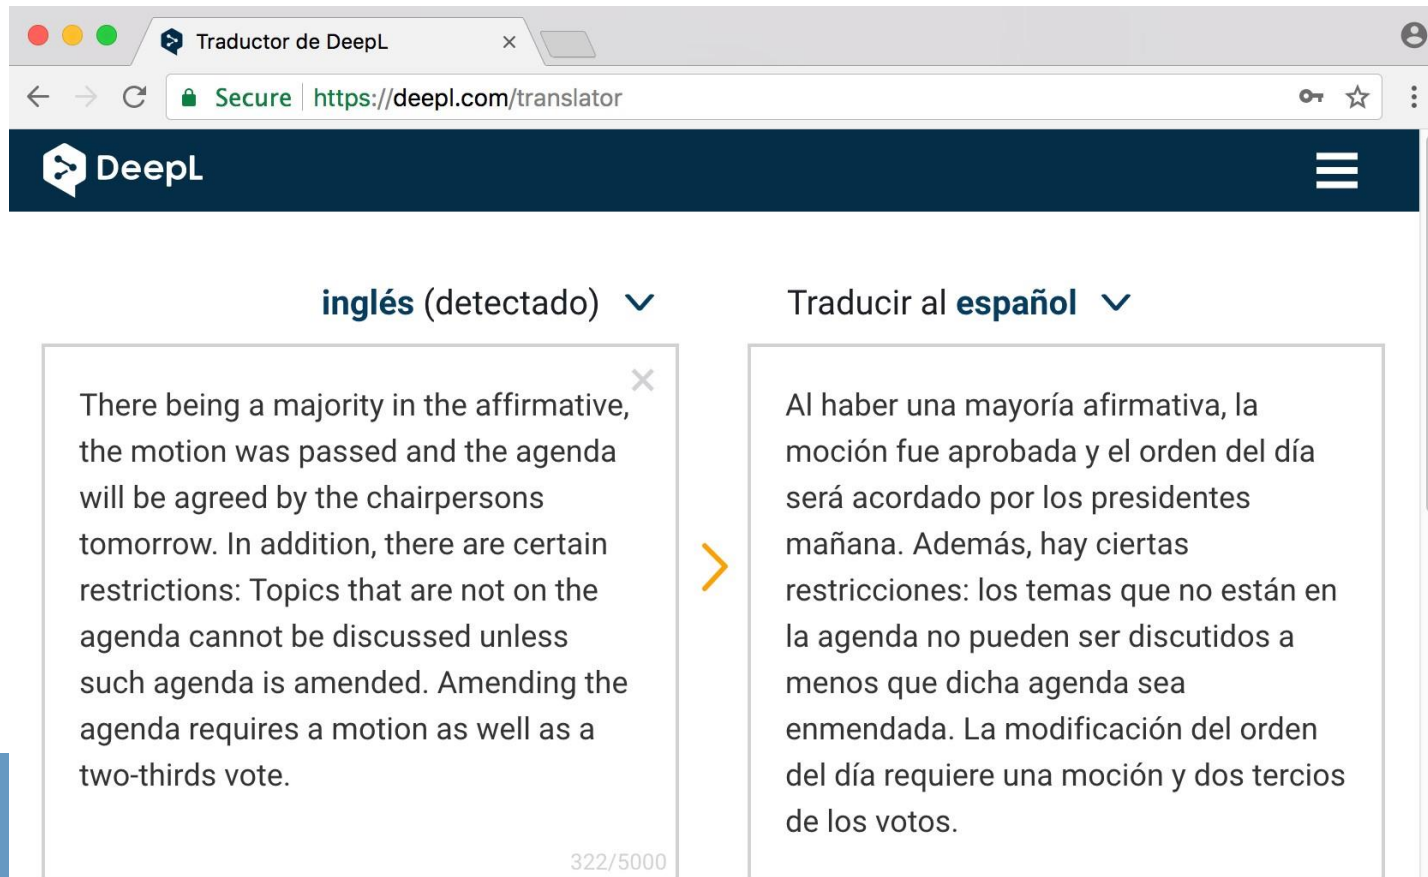 Traductor de DeepL
Secure https://deepl.com/translator
DeepL
inglés (detectado)
Traducir al español
There being a majority in the affirmative,
the motion was passed and the agenda
will be agreed by the chairpersons
tomorrow. In addition, there are certain
restrictions: Topics that are not on the
agenda cannot be discussed unless
such agenda is amended. Amending the
agenda requires a motion as well as a
two-thirds vote.
322/5000
Al haber una mayoría afirmativa, la
moción fue aprobada y el orden del día
será acordado por los presidentes
mañana. Además, hay ciertas
restricciones: los temas que no están en
la agenda no pueden ser discutidos a
menos que dicha agenda sea
enmendada. La modificación del orden
del día requiere una moción y dos tercios
de los votos.